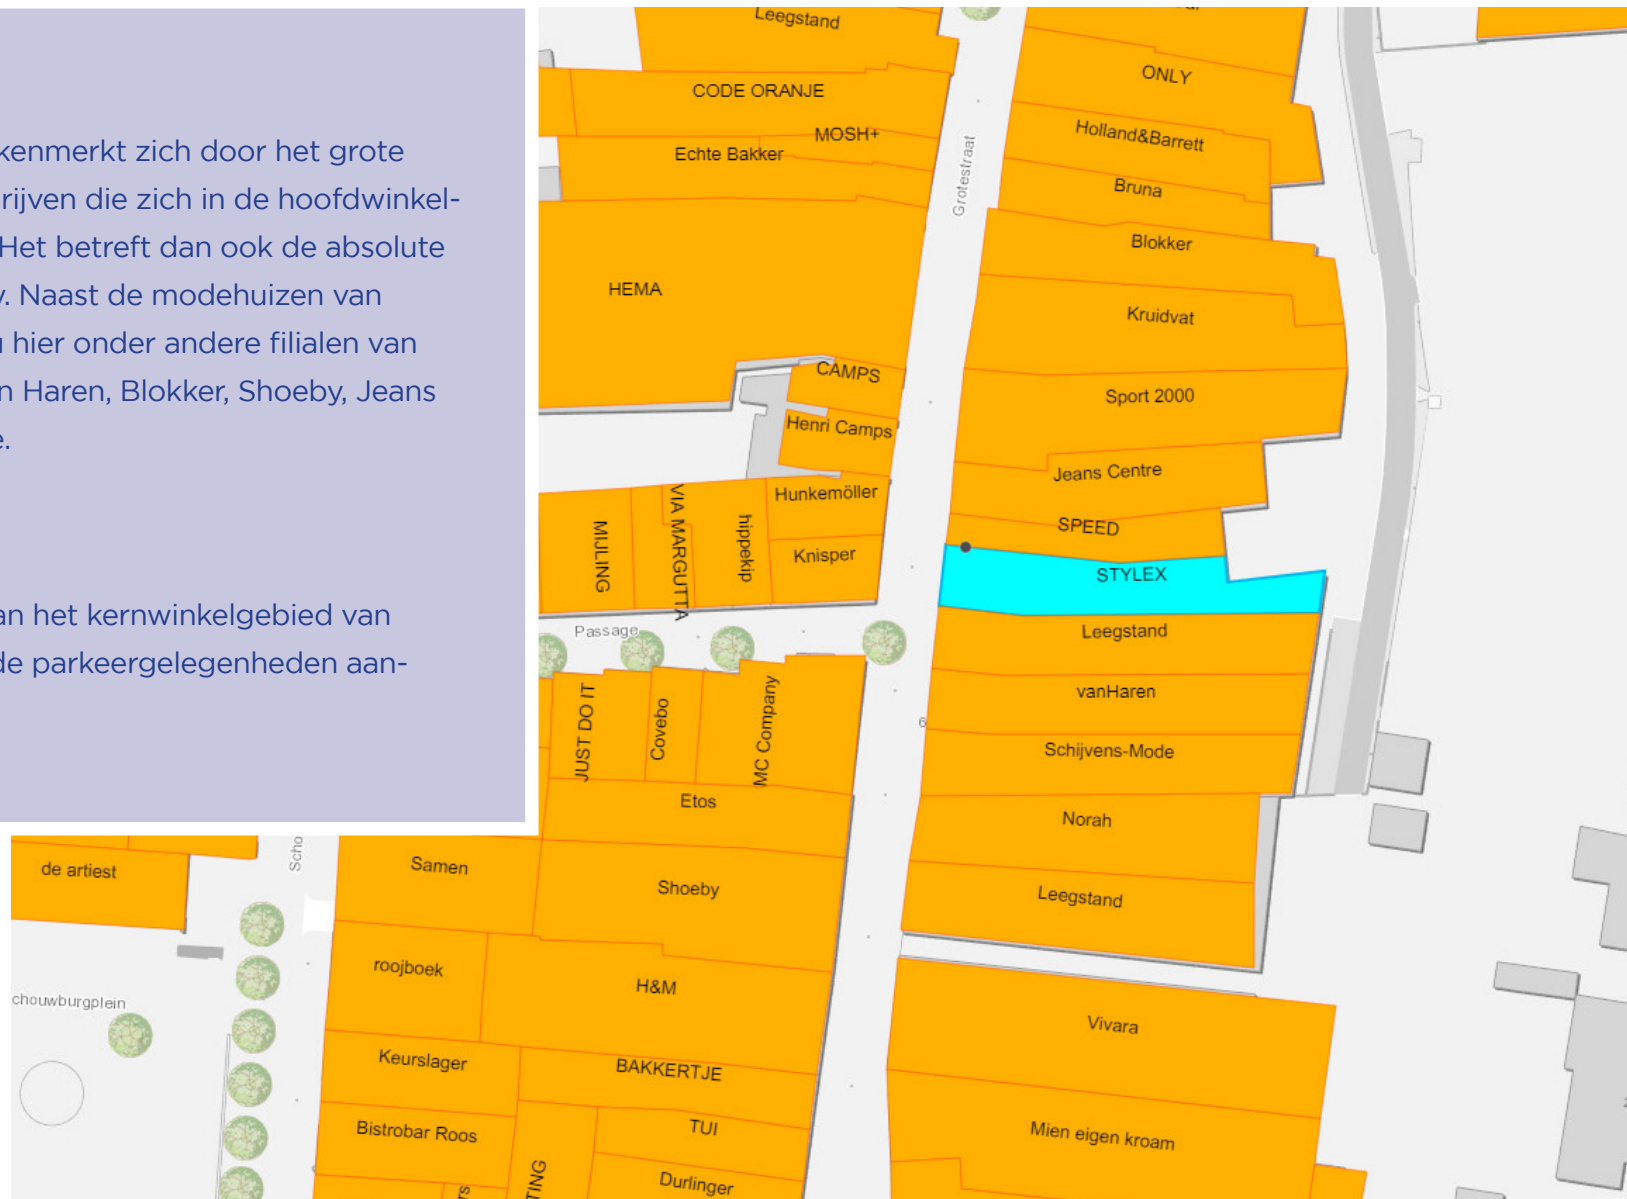 kenmerkt zich door het grote
rijven die zich in de hoofdwinkel-
Het betreft dan ook de absolute
. Naast de modehuizen van
hier onder andere filialen van
n Haren, Blokker, Shoeby, Jeans
e.
an het kernwinkelgebied van
de parkeergelegenheden aan-
Leegstand
CODE ORANJE
MOSH+
Echte Bakker
HEMA
CAMPS
Henri Camps
Hunkemöller
Knisper
hippekip
VIA MARGUTTA
MIJLING
Passage
Grotestraat
ONLY
Holland&Barrett
Bruna
Blokker
Kruidvat
Sport 2000
Jeans Centre
SPEED
STYLEX
Leegstand
vanHaren
Schijvens-Mode
Norah
Leegstand
Vivara
Mien eigen kroam
JUST DO IT
Covebo
MC Company
Etos
Shoeby
Samen
roojboek
H&M
Keurslager
BAKKERTJE
Bistrobar Roos
TUI
Durlinger
TING
rs
de artiest
Scho
chouwburgplein
6